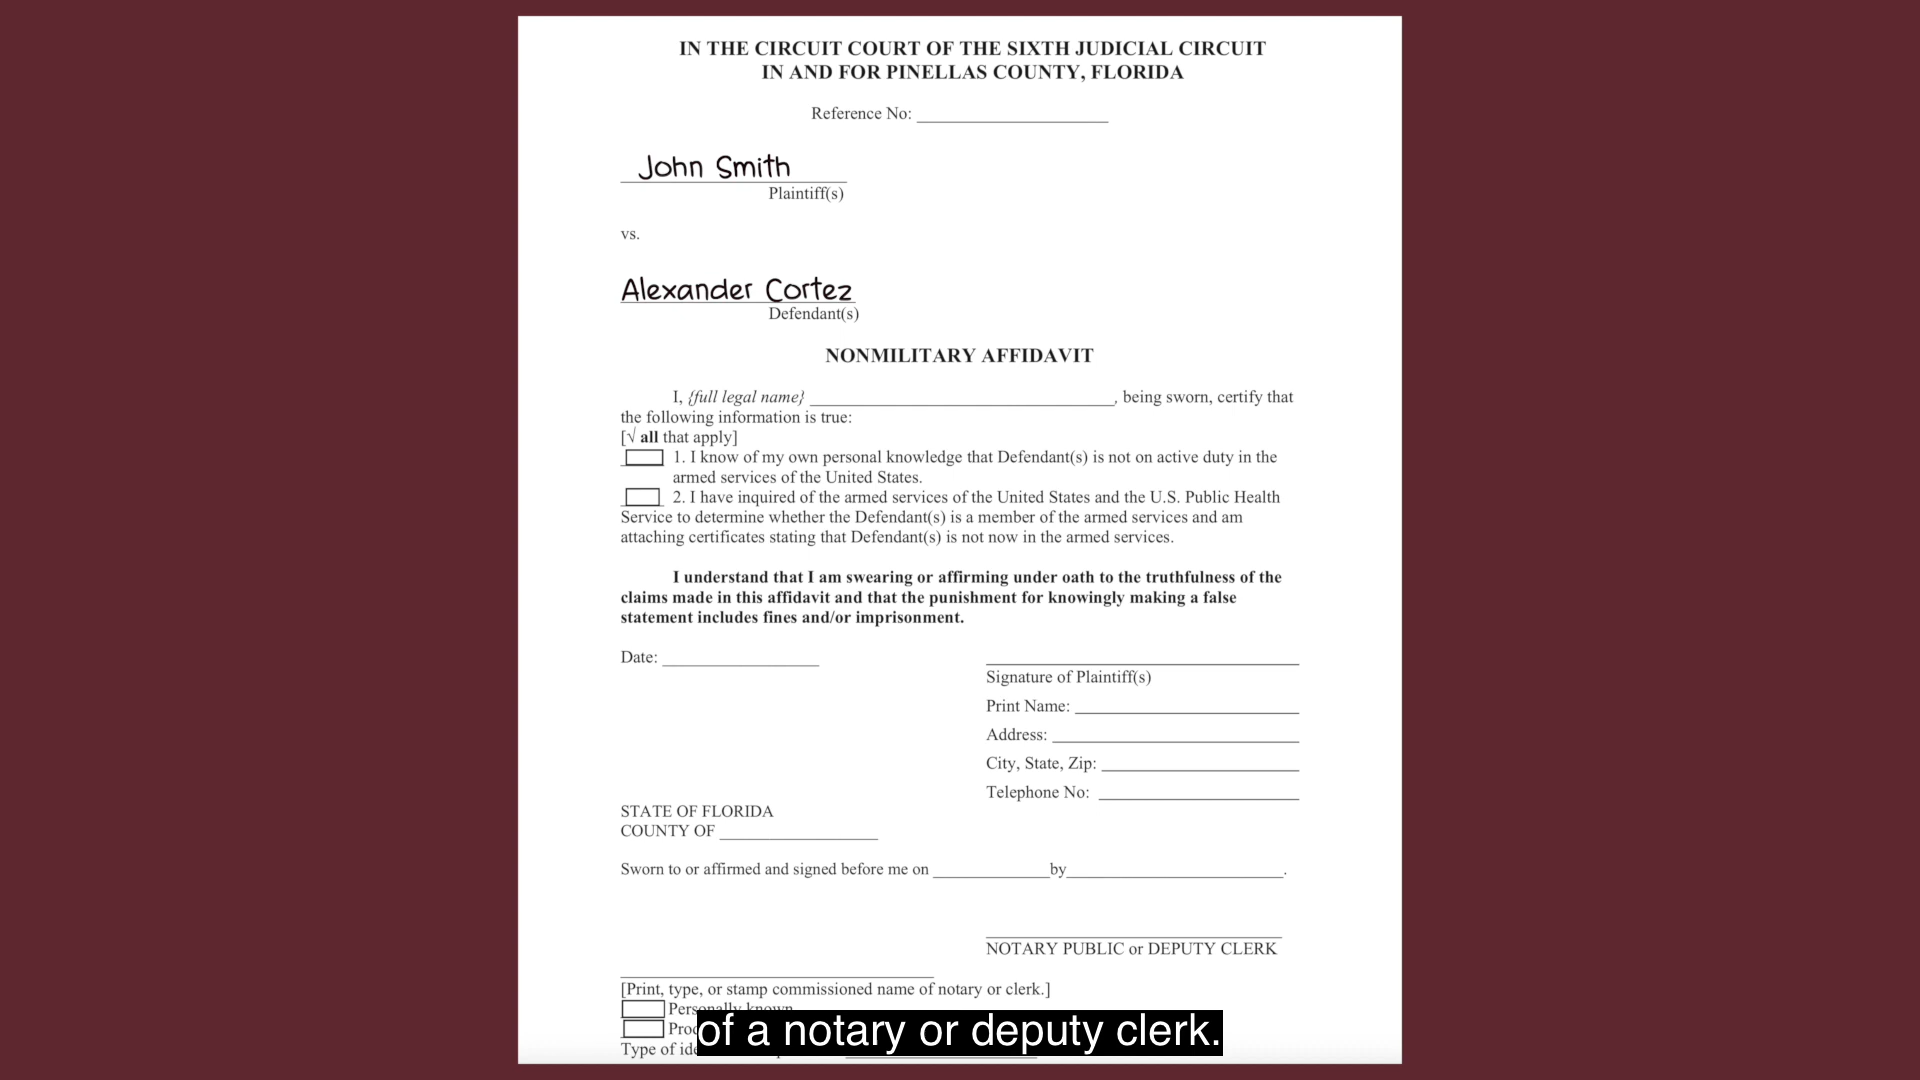 IN THE CIRCUIT COURT OF THE SIXTH JUDICIAL CIRCUIT
IN AND FOR PINELLAS COUNTY, FLORIDA
Reference No: ____________________
John Smith
Plaintiff(s)
vs.
Alexander Cortez
Defendant(s)
NONMILITARY AFFIDAVIT
I, {full legal name} ________________________________, being sworn, certify that
the following information is true:
[√ all that apply]
1. I know of my own personal knowledge that Defendant(s) is not on active duty in the
armed services of the United States.
2. I have inquired of the armed services of the United States and the U.S. Public Health
Service to determine whether the Defendant(s) is a member of the armed services and am
attaching certificates stating that Defendant(s) is not now in the armed services.
I understand that I am swearing or affirming under oath to the truthfulness of the
claims made in this affidavit and that the punishment for knowingly making a false
statement includes fines and/or imprisonment.
Date: ________________
Signature of Plaintiff(s)
Print Name: ________________
Address: ________________
City, State, Zip: ________________
Telephone No: ________________
STATE OF FLORIDA
COUNTY OF ________________
Sworn to or affirmed and signed before me on ____________by______________________.
NOTARY PUBLIC or DEPUTY CLERK
[Print, type, or stamp commissioned name of notary or clerk.]
Personally known
Type of
of a notary or deputy clerk.